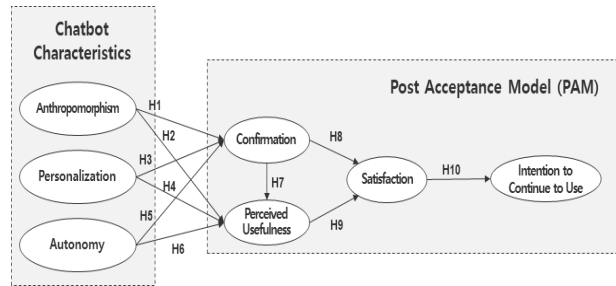 Chatbot
Characteristics
Post Acceptance Model (PAM)
Anthropomorphism
H1
H2
Confirmation
H8
H3
Personalization
H4
H7
Satisfaction
H10
Intention to
Continue to Use
H5
Perceived
Usefulness
H9
Autonomy
H6